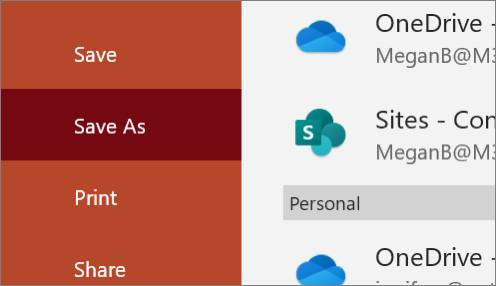 Save
Save As
Print
Share
OneDrive -
MeganB@M3
S
Sites - Con
MeganB@M3
Personal
OneDrive -